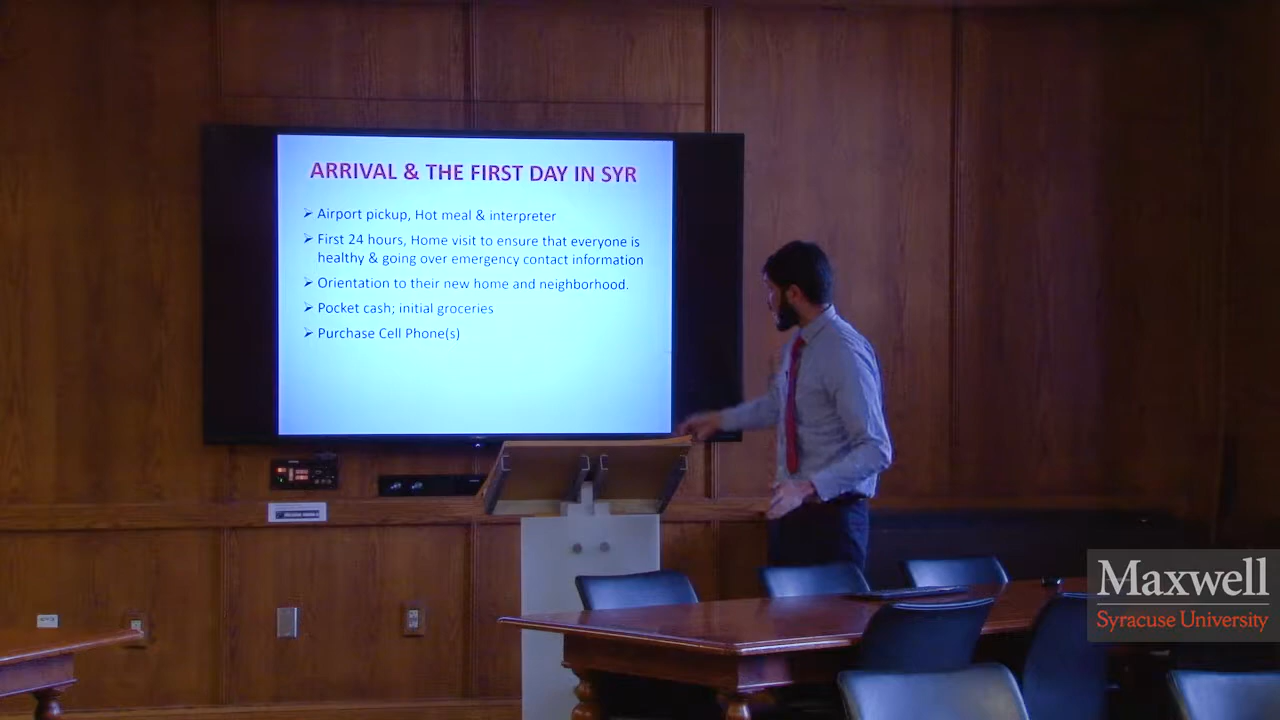 ARRIVAL & THE FIRST DAY IN SYR
➢ Airport pickup, Hot meal & interpreter
➢ First 24 hours, Home visit to ensure that everyone is
healthy & going over emergency contact information
➢ Orientation to their new home and neighborhood.
➢ Pocket cash; initial groceries
➢ Purchase Cell Phone(s)
Maxwell
Syracuse University